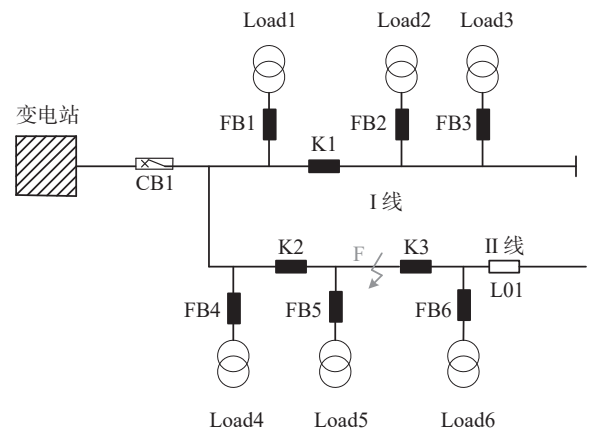 Load1
Load2
Load3
变电站
FB1
FB2
FB3
K1
CB1
I 线
K2
F
K3
II 线
L01
FB4
FB5
FB6
Load4
Load5
Load6